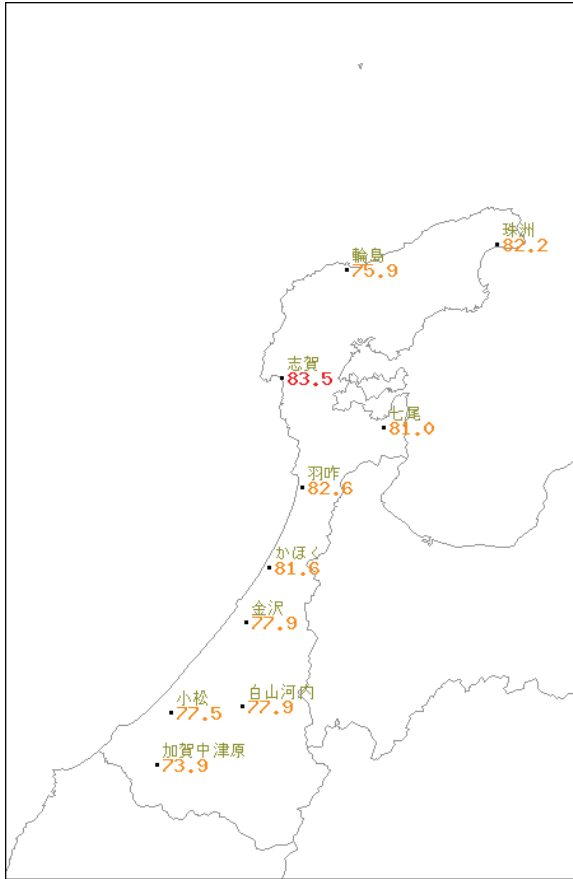 珠洲
82.2
輪島
75.9
志賀
83.5
七尾
81.0
羽咋
82.6
かほく
81.6
金沢
77.9
白山河内
77.9
小松
77.5
加賀中津原
73.9